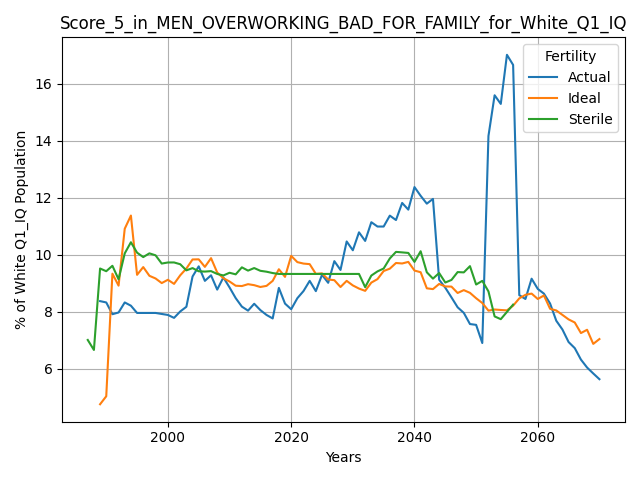 Score_5_in_MEN_OVERWORKING_BAD_FOR_FAMILY_for_White_Q1_IQ
% of White Q1_IQ Population
16
14
12
10
8
6
Fertility
Actual
Ideal
Sterile
2000
2020
2040
2060
Years